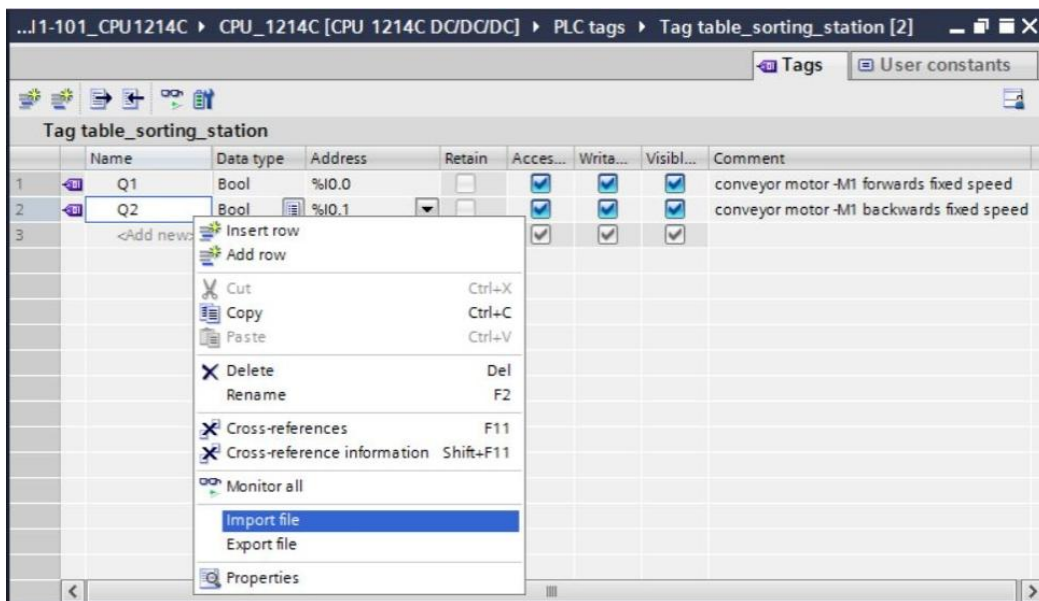 ...J1-101_CPU1214C ▸ CPU_1214C [CPU 1214C DC/DC/DC] ▸ PLC tags ▸ Tag table_sorting_station [2]
Tags User constants
Tag table_sorting_station
Name Data type Address Retain Acces... Writa... Visibl... Comment
1 Q1 Bool %I0.0 conveyor motor -M1 forwards fixed speed
2 Q2 Bool %I0.1 conveyor motor -M1 backwards fixed speed
3 <Add new>
Insert row
Add row
Cut Ctrl+X
Copy Ctrl+C
Paste Ctrl+V
Delete Del
Rename F2
Cross-references F11
Cross-reference information Shift+F11
Monitor all
Import file
Export file
Properties